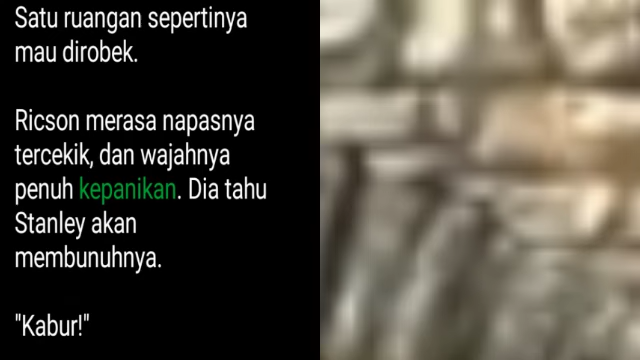 Satu ruangan sepertinya
mau dirobek.
Ricson merasa napasnya
tercekik, dan wajahnya
penuh kepanikan. Dia tahu
Stanley akan
membunuhnya.
"Kabur!"